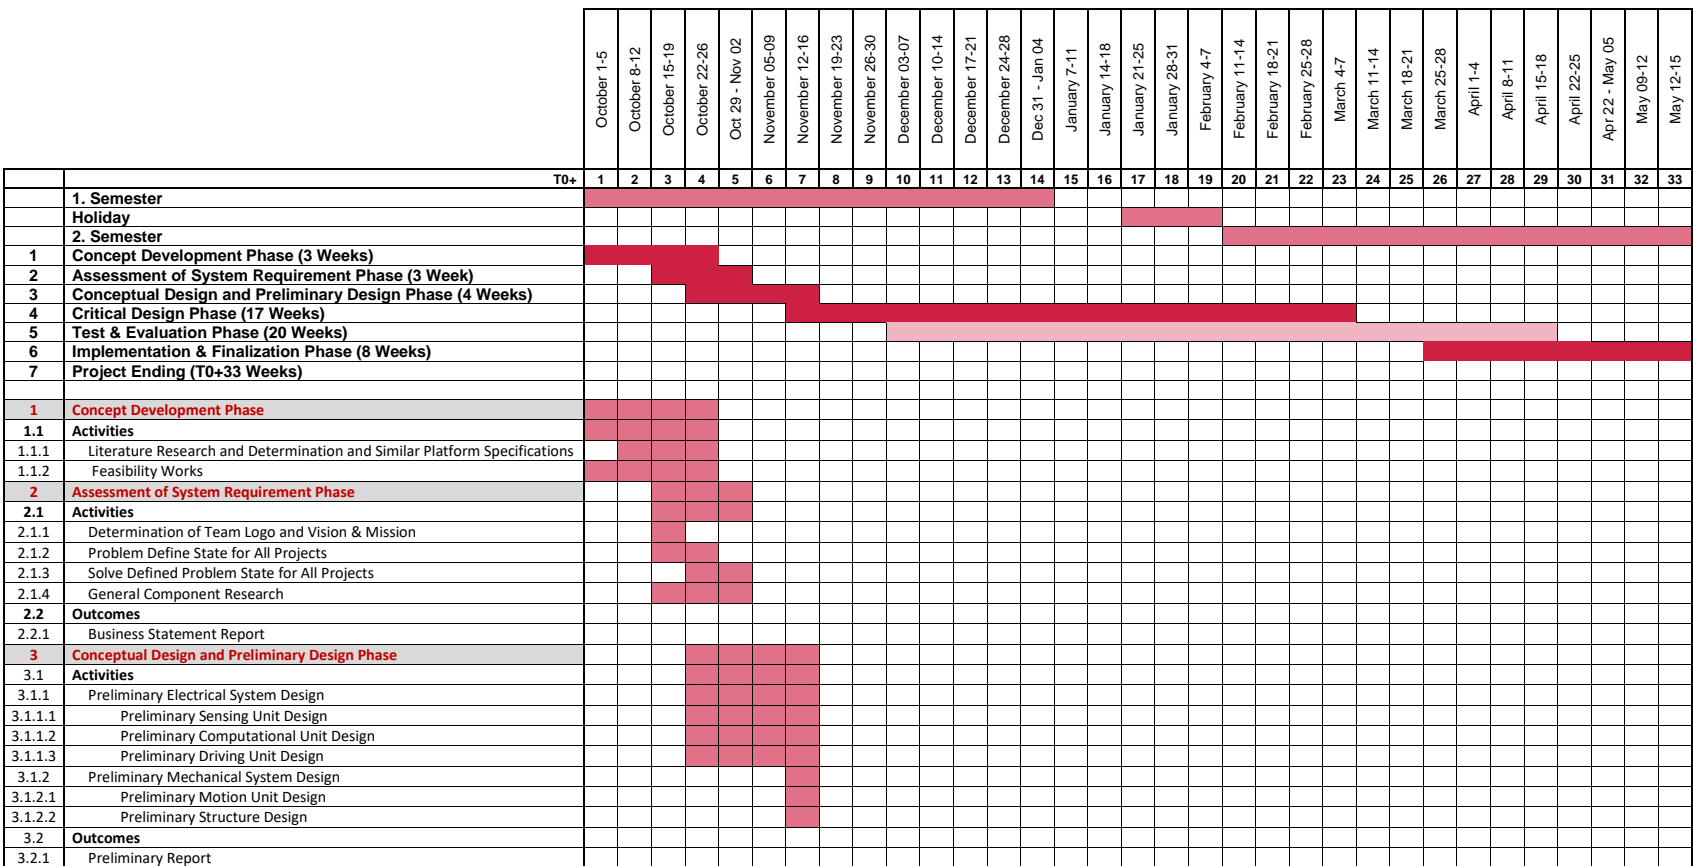 October 1-5
October 8-12
October 15-19
October 22-26
Oct 29 - Nov 02
November 05-09
November 12-16
November 19-23
November 26-30
December 03-07
December 10-14
December 17-21
December 24-28
Dec 31 - Jan 04
January 7-11
January 14-18
January 21-25
January 28-31
February 4-7
February 11-14
February 18-21
February 25-28
March 4-7
March 11-14
March 18-21
March 25-28
April 1-4
April 8-11
April 15-18
April 22-25
Apr 22 - May 05
May 09-12
May 12-15
T0+ 1 2 3 4 5 6 7 8 9 10 11 12 13 14 15 16 17 18 19 20 21 22 23 24 25 26 27 28 29 30 31 32 33
1. Semester
Holiday
2. Semester
1 Concept Development Phase (3 Weeks)
2 Assessment of System Requirement Phase (3 Week)
3 Conceptual Design and Preliminary Design Phase (4 Weeks)
4 Critical Design Phase (17 Weeks)
5 Test & Evaluation Phase (20 Weeks)
6 Implementation & Finalization Phase (8 Weeks)
7 Project Ending (T0+33 Weeks)
1 Concept Development Phase
1.1 Activities
1.1.1 Literature Research and Determination and Similar Platform Specifications
1.1.2 Feasibility Works
2 Assessment of System Requirement Phase
2.1 Activities
2.1.1 Determination of Team Logo and Vision & Mission
2.1.2 Problem Define State for All Projects
2.1.3 Solve Defined Problem State for All Projects
2.1.4 General Component Research
2.2 Outcomes
2.2.1 Business Statement Report
3 Conceptual Design and Preliminary Design Phase
3.1 Activities
3.1.1 Preliminary Electrical System Design
3.1.1.1 Preliminary Sensing Unit Design
3.1.1.2 Preliminary Computational Unit Design
3.1.1.3 Preliminary Driving Unit Design
3.1.2 Preliminary Mechanical System Design
3.1.2.1 Preliminary Motion Unit Design
3.1.2.2 Preliminary Structure Design
3.2 Outcomes
3.2.1 Preliminary Report